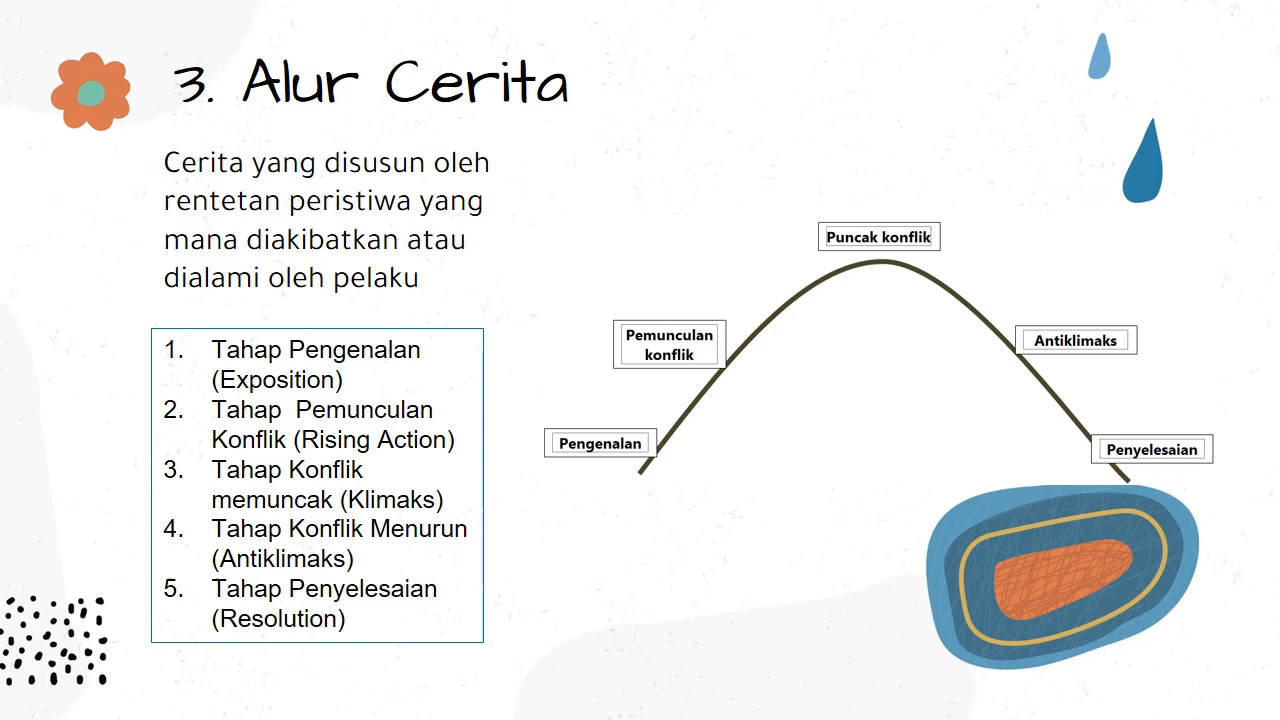 3. Alur Cerita
Cerita yang disusun oleh
rentetan peristiwa yang
mana diakibatkan atau
dialami oleh pelaku
1. Tahap Pengenalan
(Exposition)
2. Tahap  Pemunculan
Konflik (Rising Action)
3. Tahap Konflik
memuncak (Klimaks)
4. Tahap Konflik Menurun
(Antiklimaks)
5. Tahap Penyelesaian
(Resolution)
Puncak konflik
Pemunculan
konflik
Antiklimaks
Pengenalan
Penyelesaian